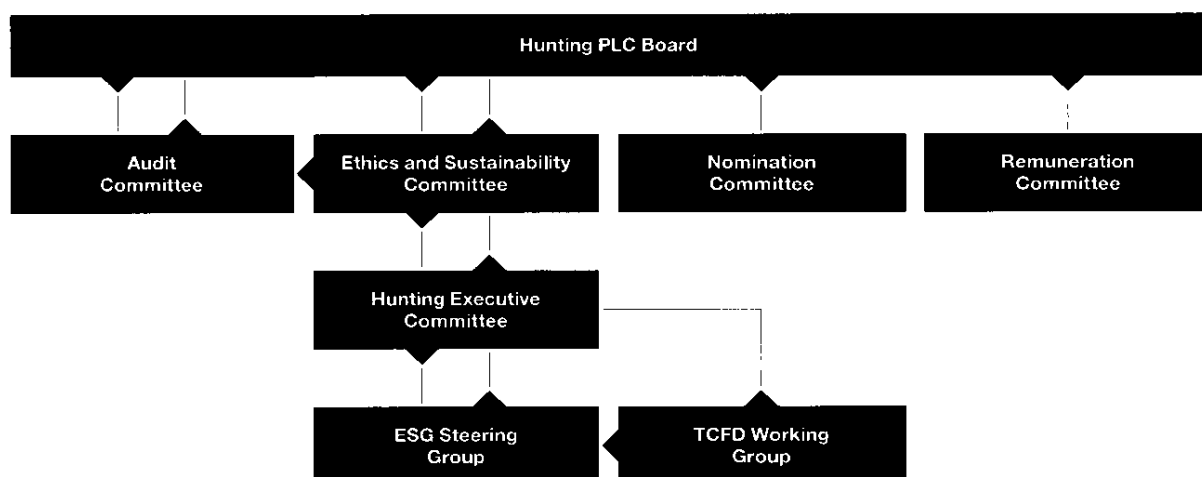 Hunting PLC Board
Audit
Committee
Ethics and Sustainability
Committee
Nomination
Committee
Remuneration
Committee
Hunting Executive
Committee
ESG Steering
Group
TCFD Working
Group